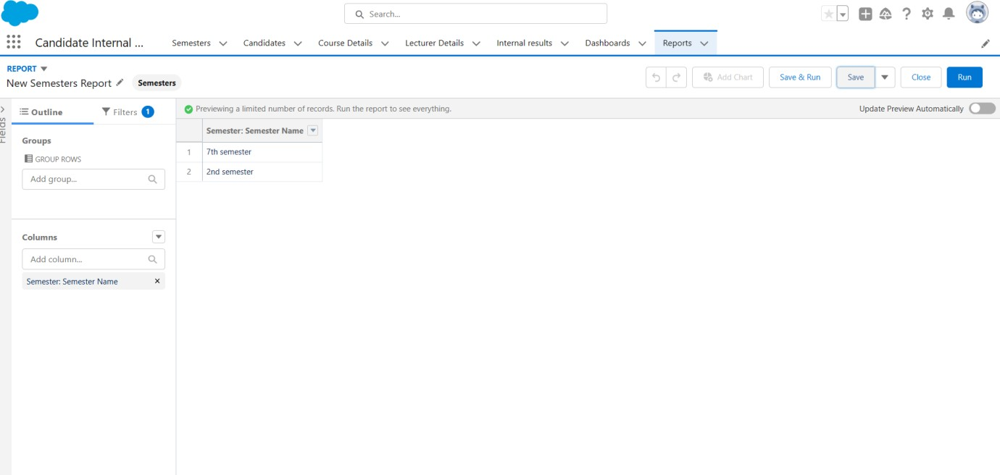 Search...
Candidate Internal ...
Semesters
Candidates
Course Details
Lecturer Details
Internal results
Dashboards
Reports
REPORT
New Semesters Report
Semesters
Add Chart
Save & Run
Save
Close
Run
Fields
Outline
Filters 1
Previewing a limited number of records. Run the report to see everything.
Update Preview Automatically
Groups
GROUP ROWS
Add group...
Columns
Add column...
Semester: Semester Name
Semester: Semester Name
1 7th semester
2 2nd semester